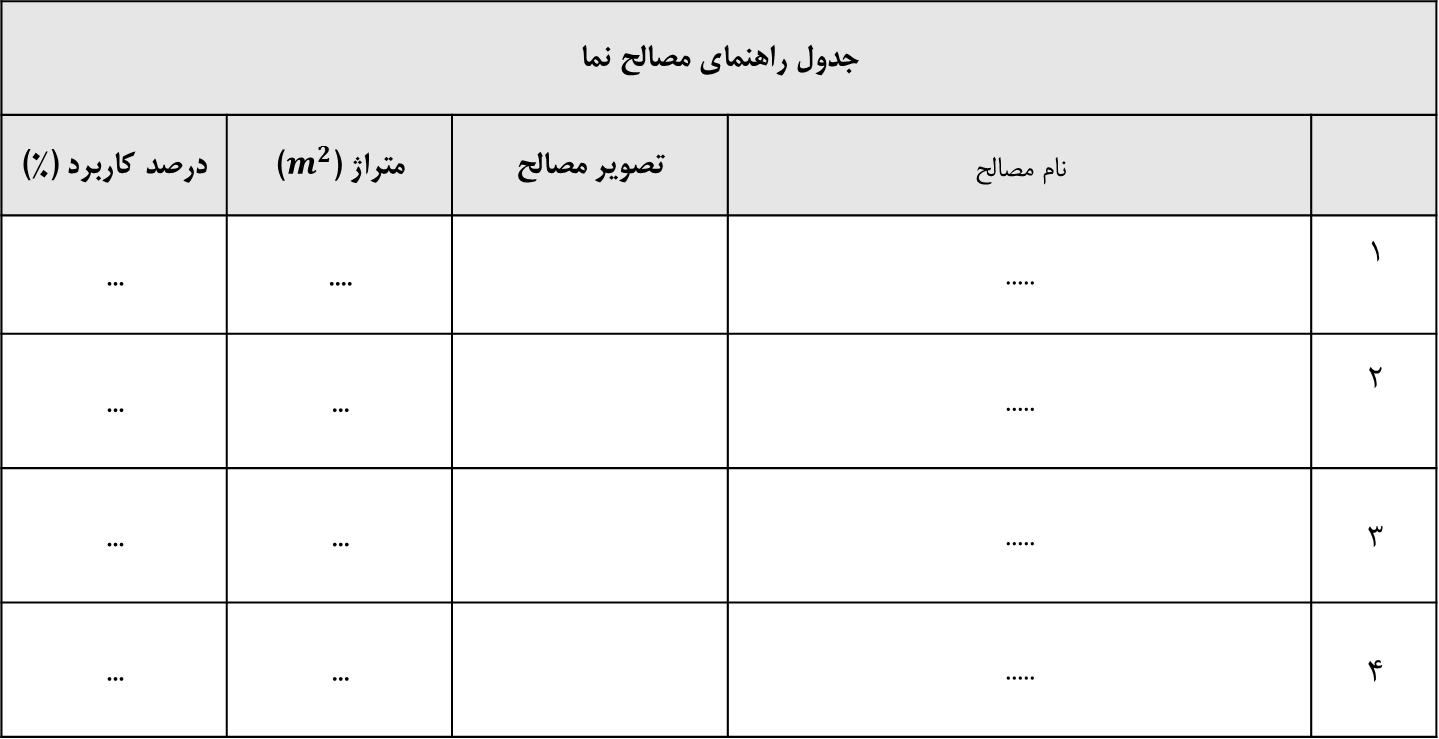 جدول راهنمای مصالح نما
نام مصالح تصویر مصالح متراژ (m²) درصد کاربرد (٪)
۱ ..... .... ...
۲ ..... ... ...
۳ ..... ... ...
۴ ..... ... ...